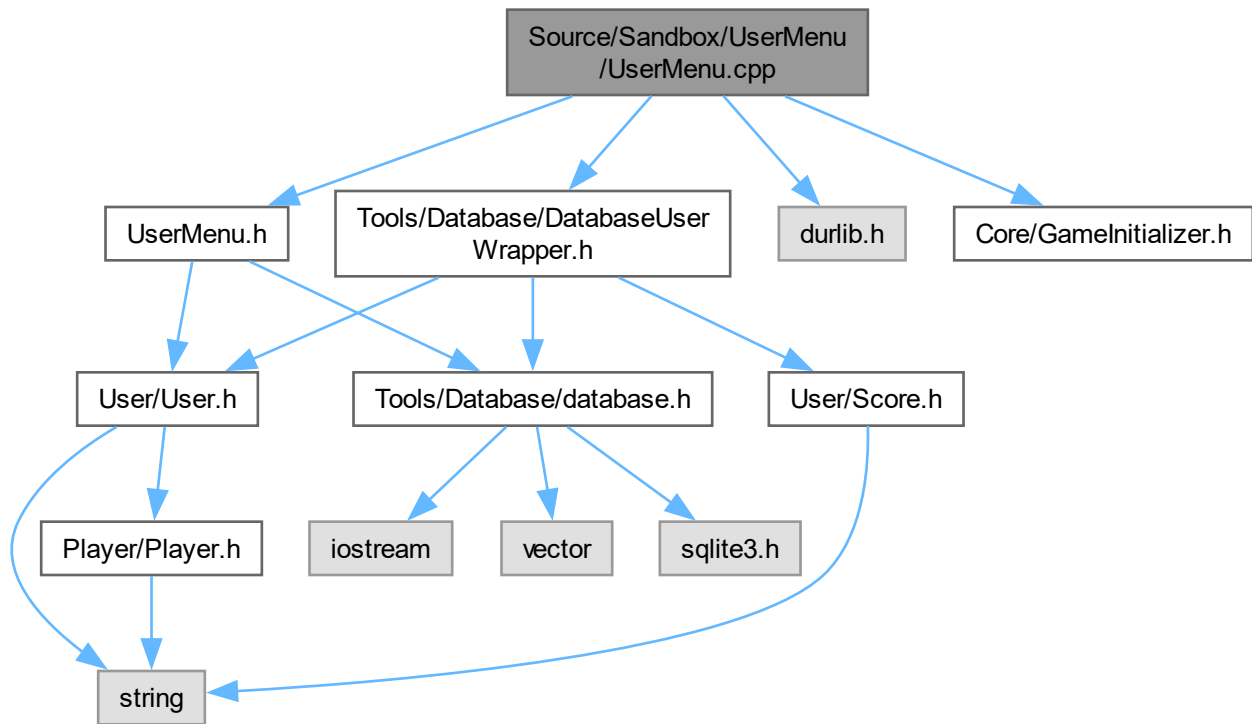 Source/Sandbox/UserMenu
/UserMenu.cpp
UserMenu.h
Tools/Database/DatabaseUser
Wrapper.h
durlib.h
Core/GameInitializer.h
User/User.h
Tools/Database/database.h
User/Score.h
Player/Player.h
iostream
vector
sqlite3.h
string